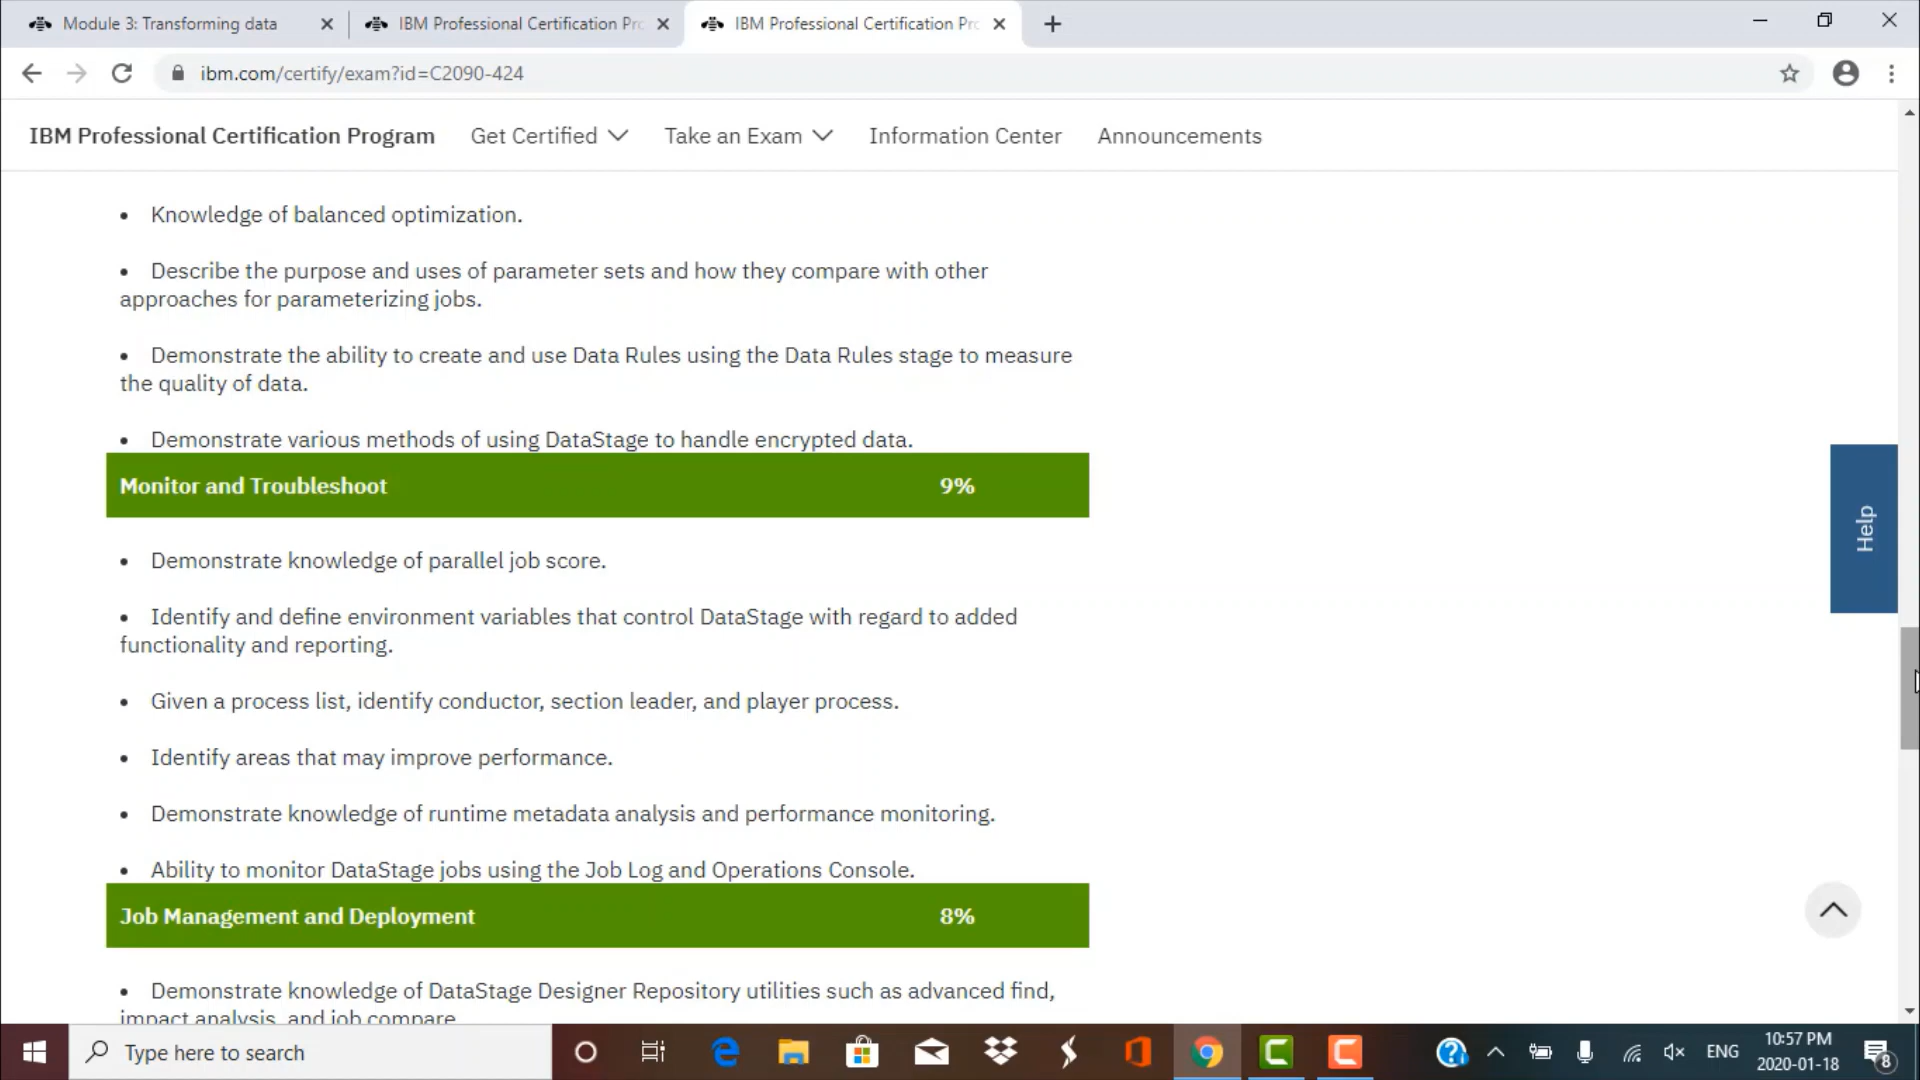 Module 3: Transforming data
IBM Professional Certification Pr
IBM Professional Certification Pr
ibm.com/certify/exam?id=C2090-424
IBM Professional Certification Program Get Certified Take an Exam Information Center Announcements
• Knowledge of balanced optimization.
• Describe the purpose and uses of parameter sets and how they compare with other
approaches for parameterizing jobs.
• Demonstrate the ability to create and use Data Rules using the Data Rules stage to measure
the quality of data.
• Demonstrate various methods of using DataStage to handle encrypted data.
Monitor and Troubleshoot 9%
Help
• Demonstrate knowledge of parallel job score.
• Identify and define environment variables that control DataStage with regard to added
functionality and reporting.
• Given a process list, identify conductor, section leader, and player process.
• Identify areas that may improve performance.
• Demonstrate knowledge of runtime metadata analysis and performance monitoring.
• Ability to monitor DataStage jobs using the Job Log and Operations Console.
Job Management and Deployment 8%
• Demonstrate knowledge of DataStage Designer Repository utilities such as advanced find,
impact analysis, and job compare
Type here to search
ENG
10:57 PM
2020-01-18
8